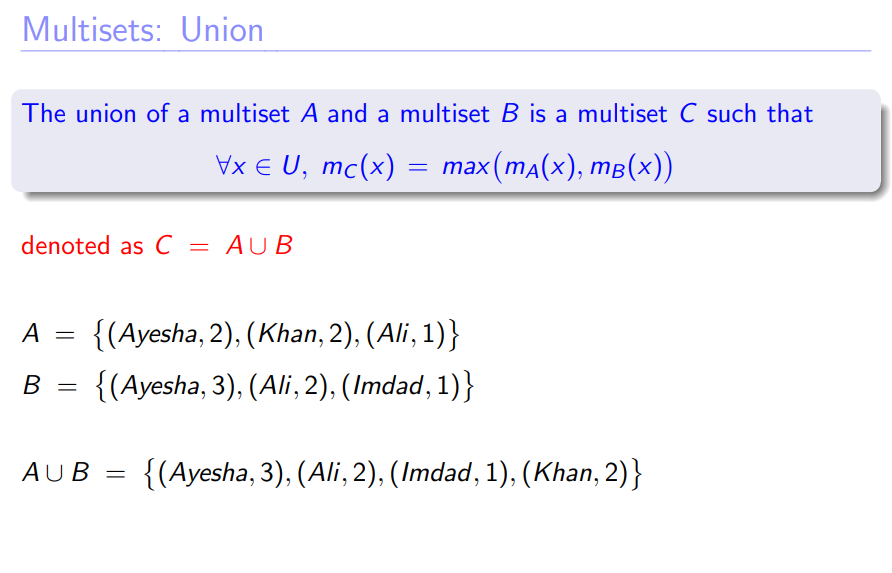 Multisets: Union
The union of a multiset A and a multiset B is a multiset C such that
∀x ∈ U, m_C(x) = max(m_A(x), m_B(x))
denoted as C = A ∪ B
A = {(Ayesha, 2), (Khan, 2), (Ali, 1)}
B = {(Ayesha, 3), (Ali, 2), (Imdad, 1)}
A ∪ B = {(Ayesha, 3), (Ali, 2), (Imdad, 1), (Khan, 2)}